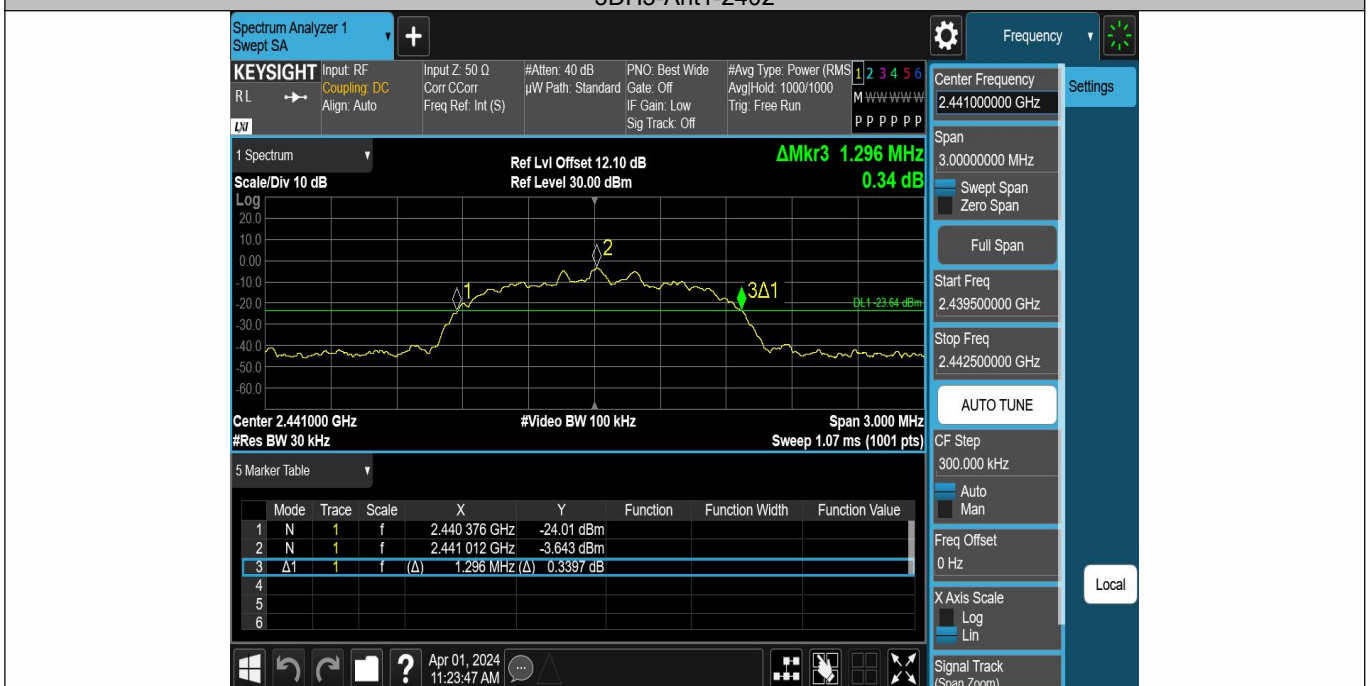 3DH5-Ant1-2402
Spectrum Analyzer 1
Swept SA
Frequency
KEYSIGHT
RL
LXI
Input: RF
Coupling: DC
Align: Auto
Input Z: 50 Ω
Corr CCorr
Freq Ref: Int (S)
#Atten: 40 dB
µW Path: Standard
PNO: Best Wide
Gate: Off
IF Gain: Low
Sig Track: Off
#Avg Type: Power (RMS
Avg|Hold: 1000/1000
Trig: Free Run
1 2 3 4 5 6
M W W W W W
P P P P P P
1 Spectrum
Scale/Div 10 dB
Ref Lvl Offset 12.10 dB
Ref Level 30.00 dBm
ΔMkr3 1.296 MHz
0.34 dB
Log
20.0
10.0
0.00
-10.0
-20.0
-30.0
-40.0
-50.0
-60.0
1
2
3Δ1
DL1 -23.64 dBm
Center 2.441000 GHz
#Video BW 100 kHz
Span 3.000 MHz
#Res BW 30 kHz
Sweep 1.07 ms (1001 pts)
5 Marker Table
Mode Trace Scale X Y Function Function Width Function Value
1 N 1 f 2.440 376 GHz -24.01 dBm
2 N 1 f 2.441 012 GHz -3.643 dBm
3 Δ1 1 f (Δ) 1.296 MHz (Δ) 0.3397 dB
4
5
6
Apr 01, 2024
11:23:47 AM
Center Frequency
2.441000000 GHz
Settings
Span
3.00000000 MHz
Swept Span
Zero Span
Full Span
Start Freq
2.439500000 GHz
Stop Freq
2.442500000 GHz
AUTO TUNE
CF Step
300.000 kHz
Auto
Man
Freq Offset
0 Hz
Local
X Axis Scale
Log
Lin
Signal Track
(Span Zoom)